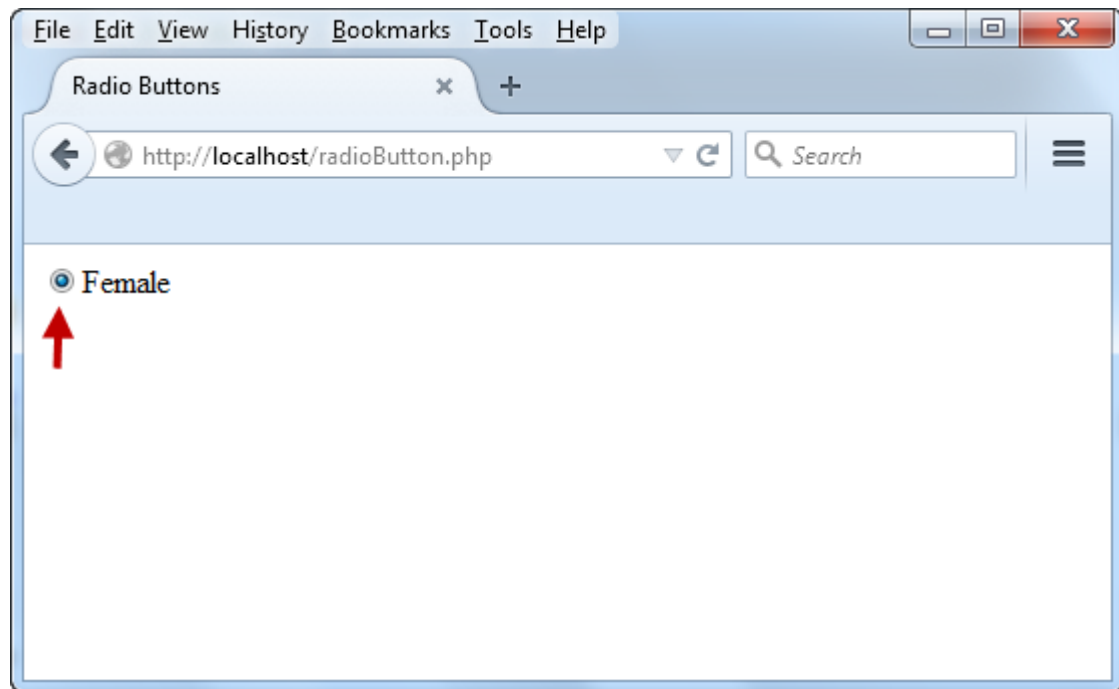 File Edit View History Bookmarks Tools Help
Radio Buttons
http://localhost/radioButton.php Search
Female